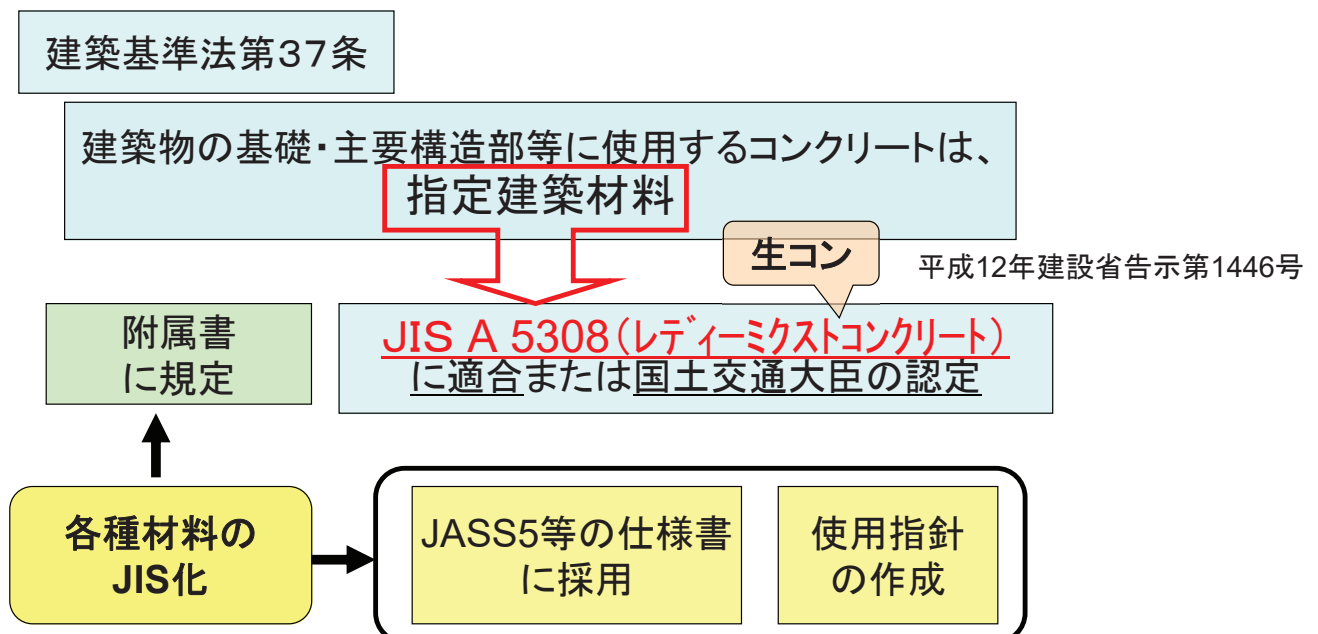 建築基準法第37条
建築物の基礎・主要構造部等に使用するコンクリートは、
指定建築材料
生コン
平成12年建設省告示第1446号
附属書
に規定
JIS A 5308（レディーミクストコンクリート）
に適合または国土交通大臣の認定
各種材料の
JIS化
JASS5等の仕様書
に採用
使用指針
の作成